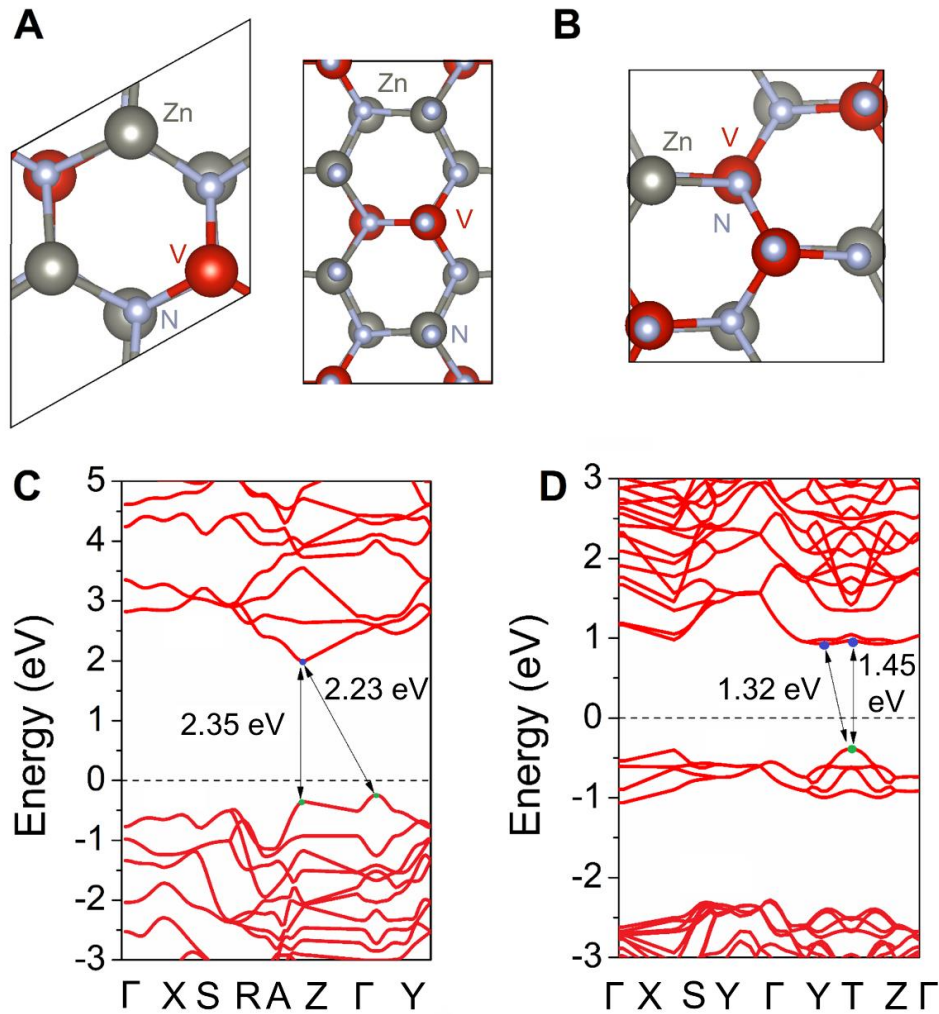 A
Zn
V
N
Zn
V
N
B
Zn
V
N
C
Energy (eV)
5
4
3
2
1
0
-1
-2
-3
2.35 eV
2.23 eV
Γ X S R A Z Γ Y
D
Energy (eV)
3
2
1
0
-1
-2
-3
1.32 eV
1.45
eV
Γ X S Y Γ Y T Z Γ